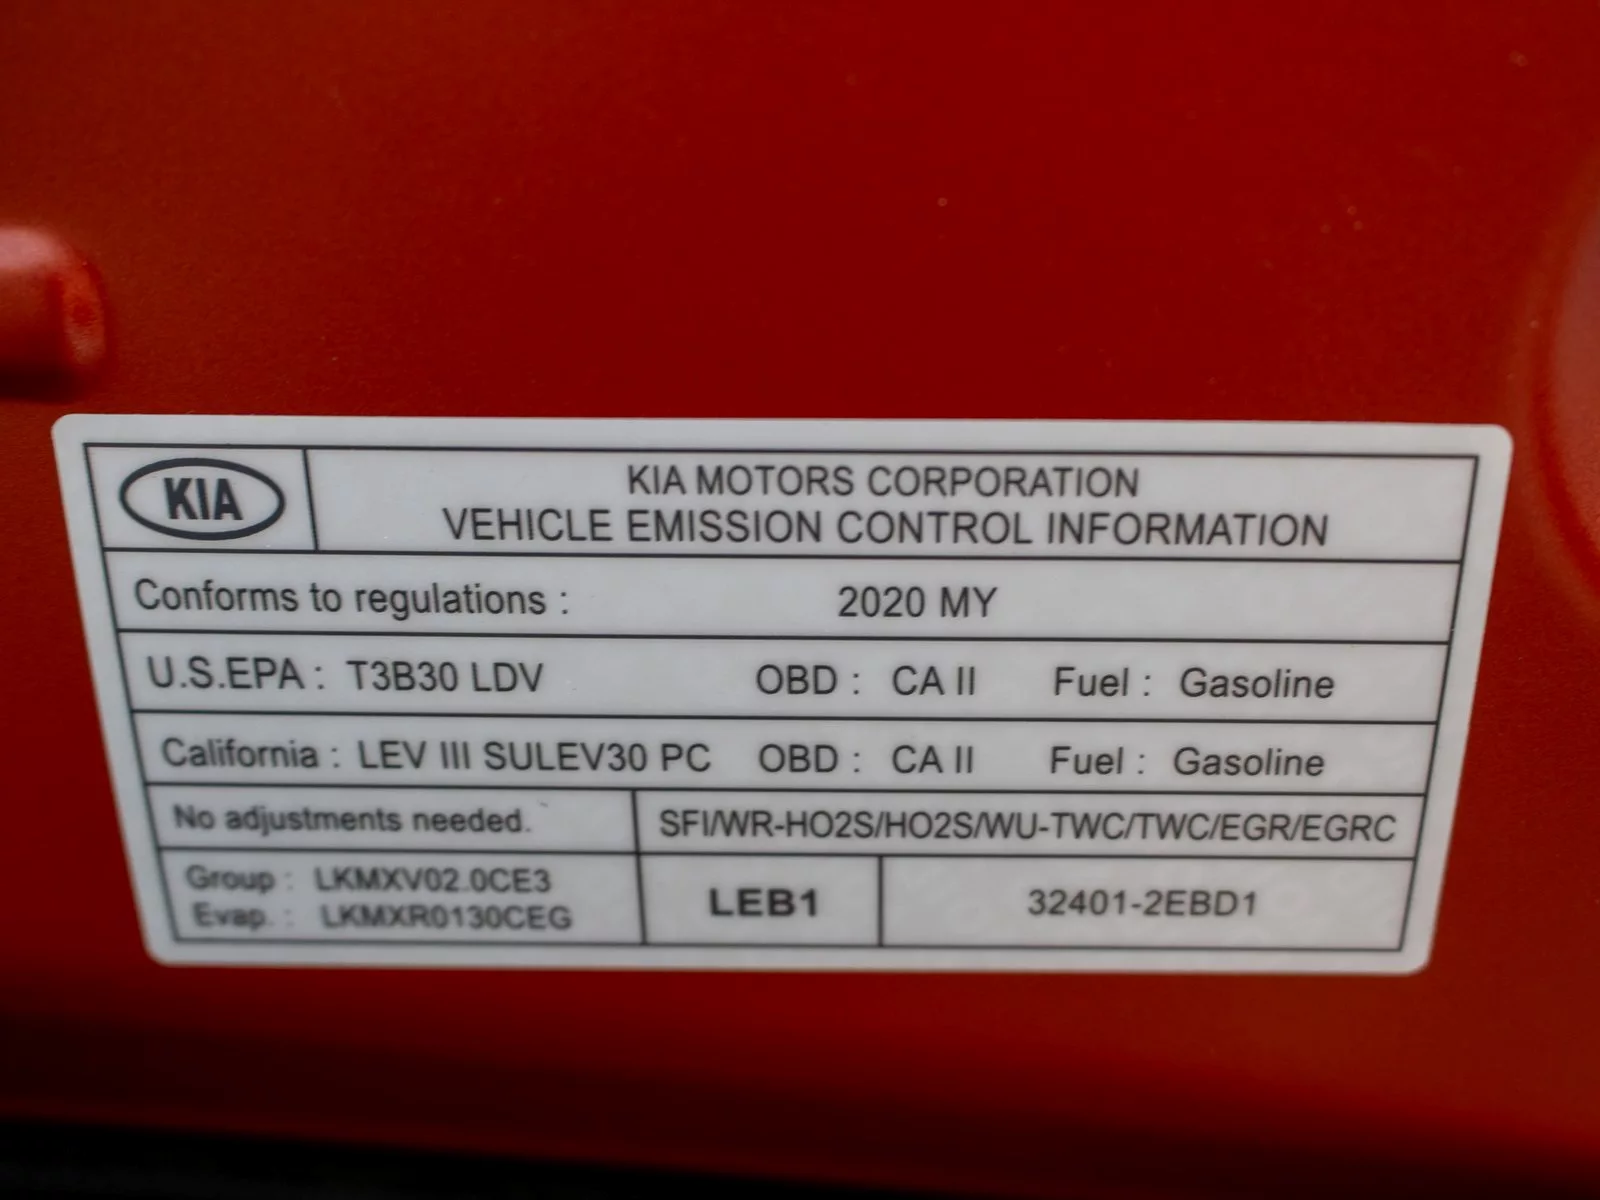 KIA
KIA MOTORS CORPORATION
VEHICLE EMISSION CONTROL INFORMATION
Conforms to regulations : 2020 MY
U.S.EPA : T3B30 LDV OBD : CA II Fuel : Gasoline
California : LEV III SULEV30 PC OBD : CA II Fuel : Gasoline
No adjustments needed. SFI/WR-HO2S/HO2S/WU-TWC/TWC/EGR/EGRC
Group : LKMXV02.0CE3
Evap. : LKMXR0130CEG
LEB1
32401-2EBD1